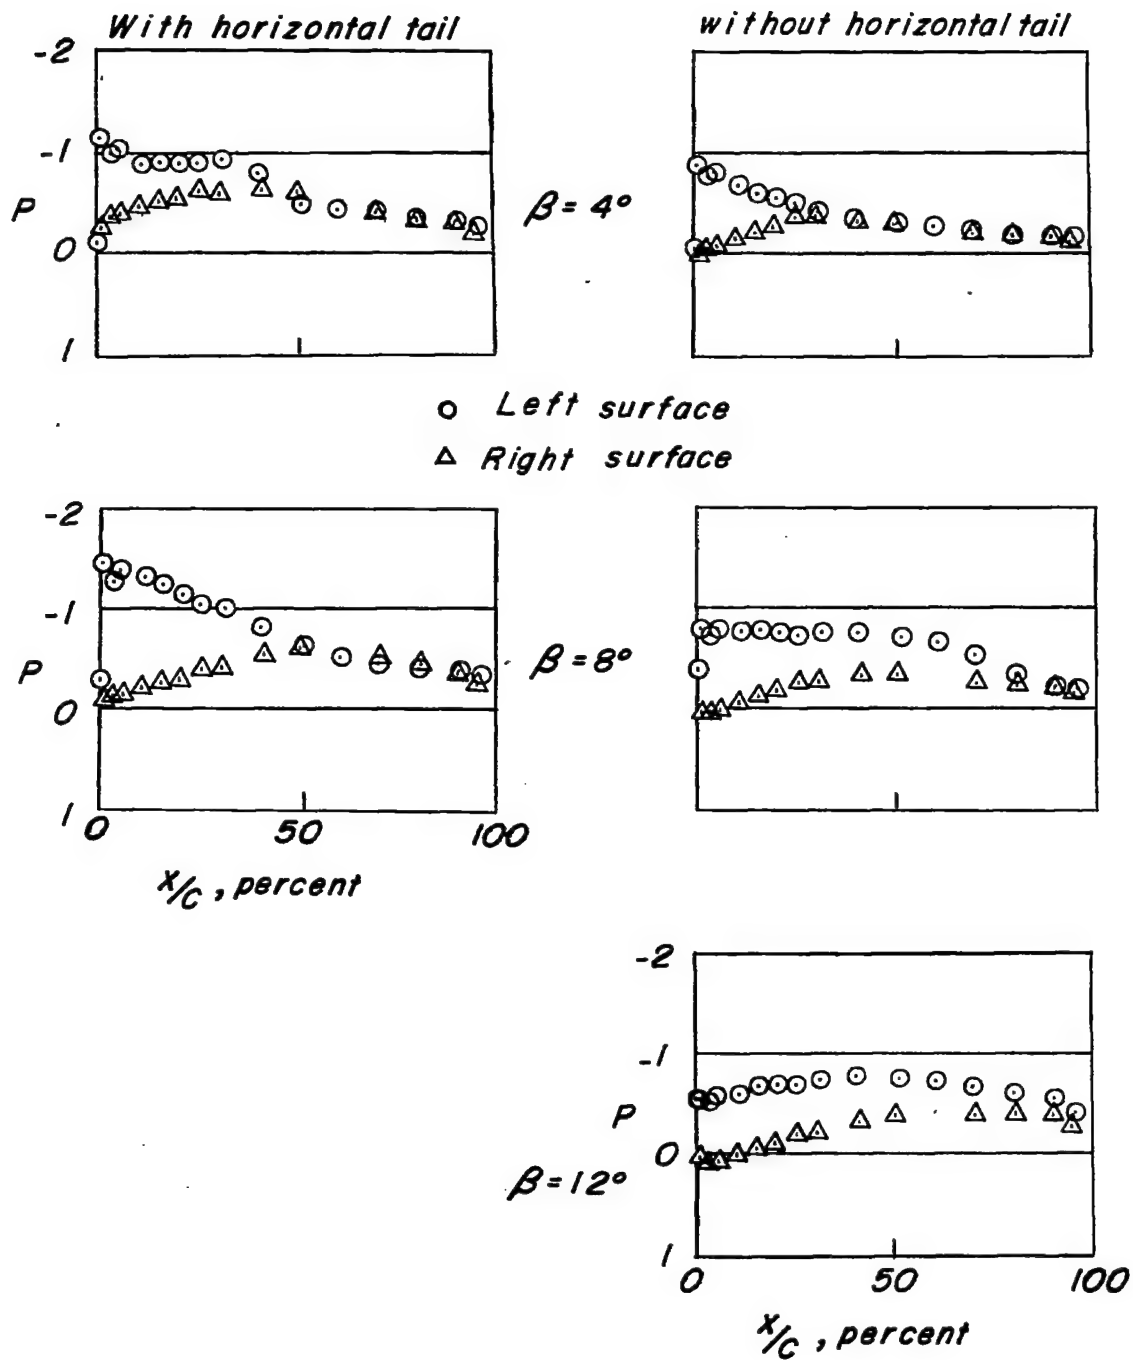 With horizontal tail
without horizontal tail
-2
-1
P
0
1
β = 4°
Left surface
Right surface
-2
-1
P
0
1
0 50 100
x/c, percent
β = 8°
-2
-1
P
0
1
0 50 100
x/c, percent
β = 12°